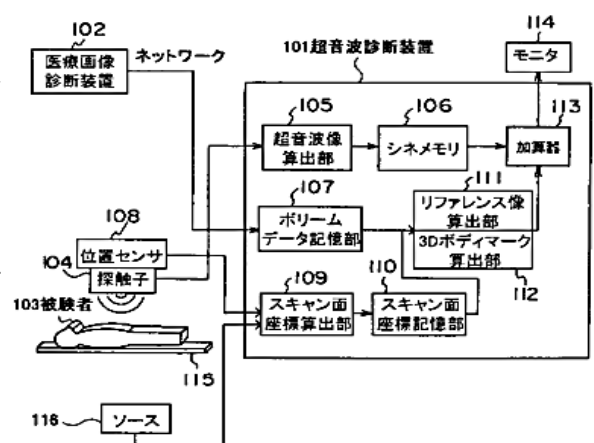 102
医療画像
診断装置
ネットワーク
101超音波診断装置
114
モニタ
105
超音波像
算出部
106
シネメモリ
113
加算器
107
ボリーム
データ記憶部
111
リファレンス像
算出部
3Dボディマーク
算出部
112
108
位置センサ
104
探触子
103被験者
115
109
スキャン面
座標算出部
110
スキャン面
座標記憶部
116
ソース